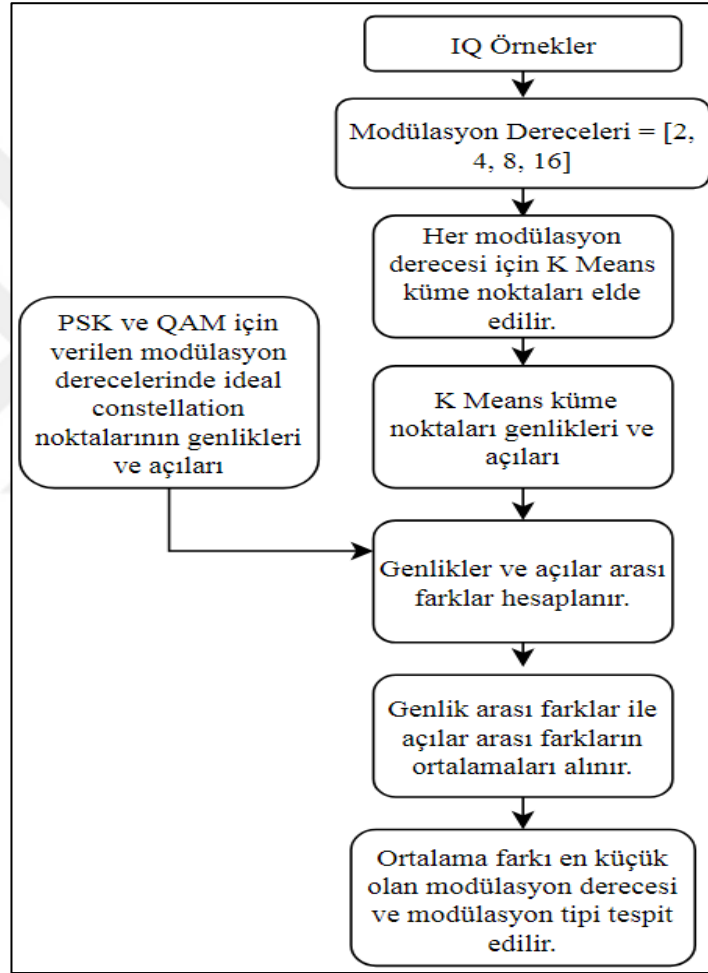 IQ Örnekler
Modülasyon Dereceleri = [2,
4, 8, 16]
Her modülasyon
derecesi için K Means
küme noktaları elde
edilir.
PSK ve QAM için
verilen modülasyon
derecelerinde ideal
constellation
noktalarının genlikleri
ve açıları
K Means küme
noktaları genlikleri ve
açıları
Genlikler ve açılar arası
farklar hesaplanır.
Genlik arası farklar ile
açılar arası farkların
ortalamaları alınır.
Ortalama farkı en küçük
olan modülasyon derecesi
ve modülasyon tipi tespit
edilir.